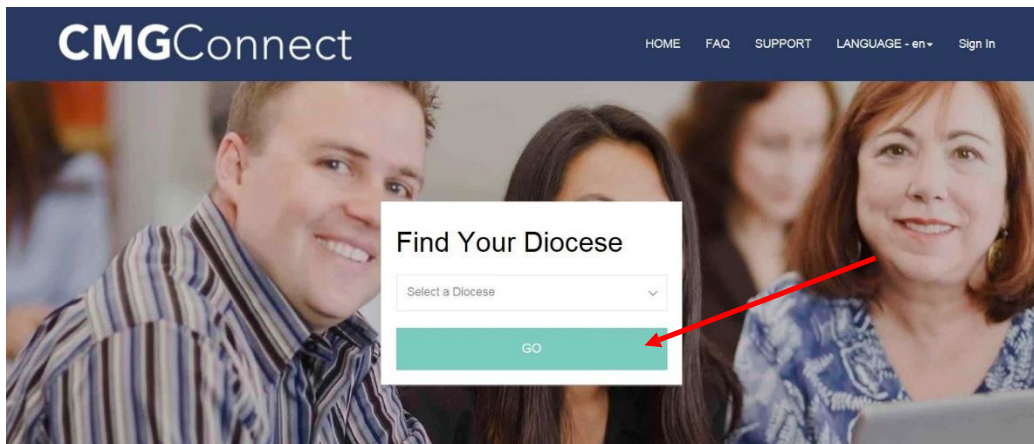 CMGConnect
HOME FAQ SUPPORT LANGUAGE - en Sign In
Find Your Diocese
Select a Diocese
GO